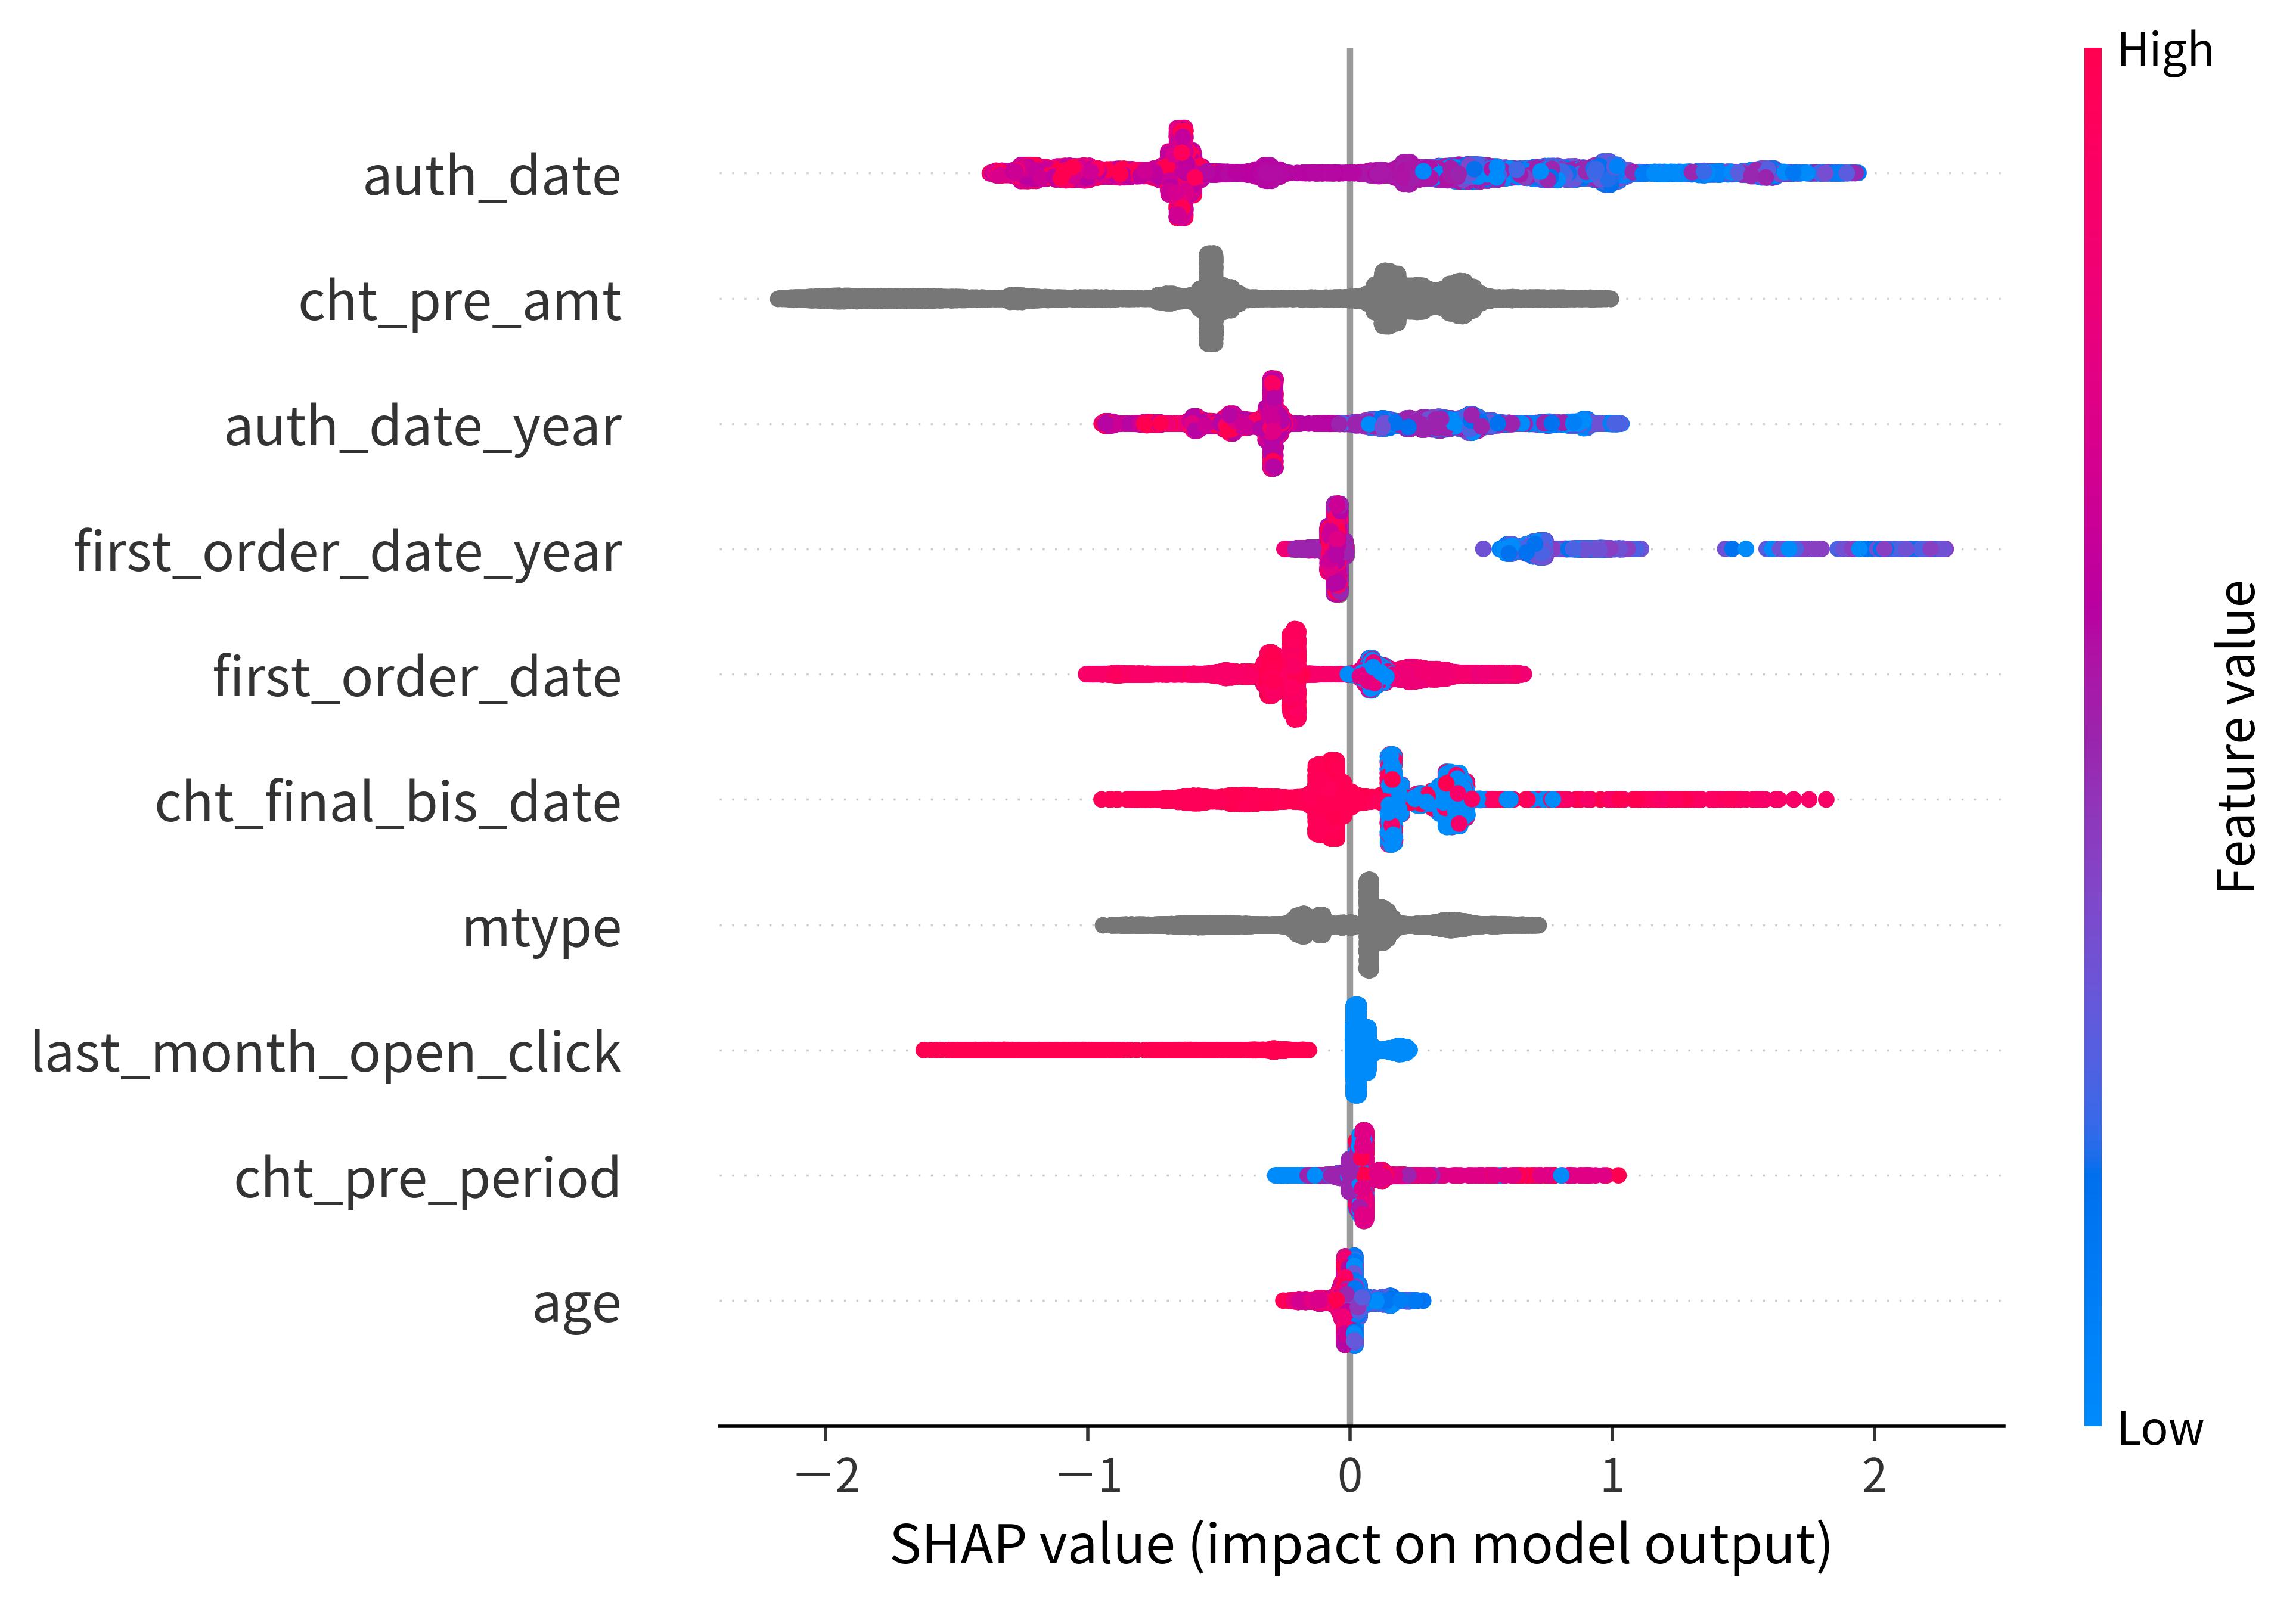 High
auth_date
cht_pre_amt
auth_date_year
first_order_date_year
first_order_date
cht_final_bis_date
mtype
last_month_open_click
cht_pre_period
age
Feature value
Low
−2 −1 0 1 2
SHAP value (impact on model output)